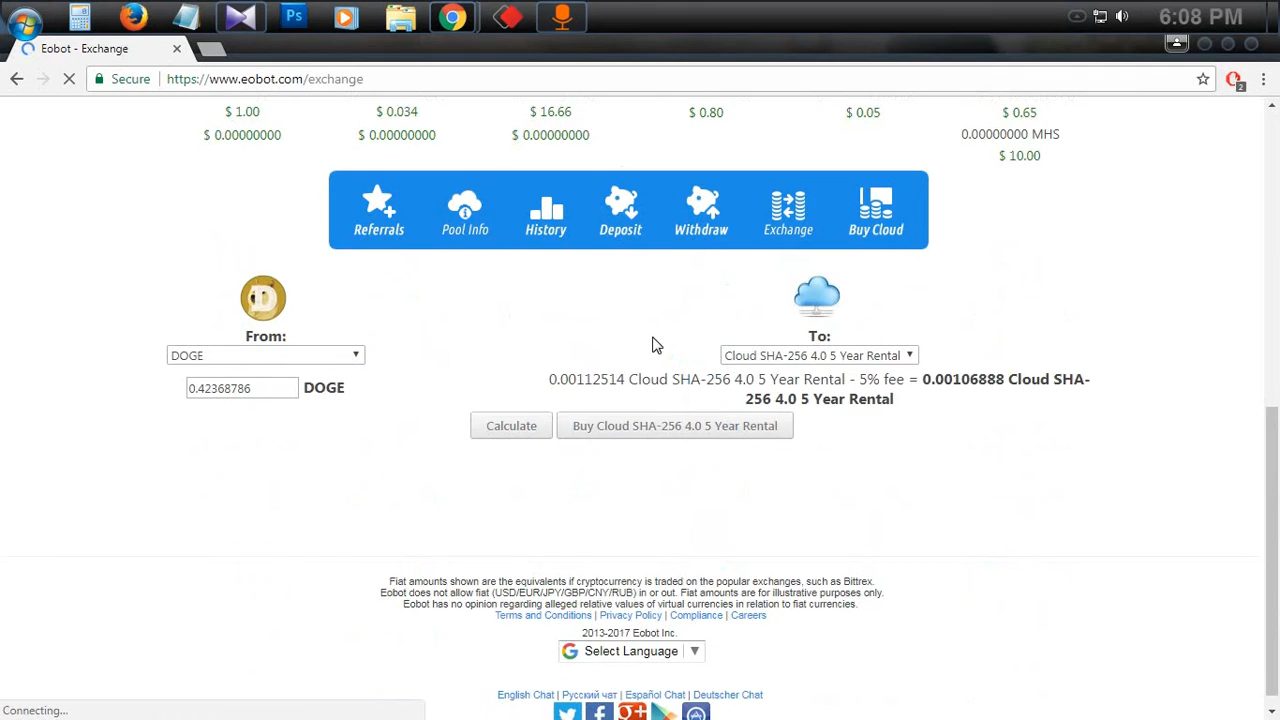 Ps
6:08 PM
Eobot - Exchange
Secure https://www.eobot.com/exchange
2
$ 1.00 $ 0.034 $ 16.66 $ 0.80 $ 0.05 $ 0.65
$ 0.00000000 $ 0.00000000 $ 0.00000000 0.00000000 MHS
$ 10.00
Referrals Pool Info History Deposit Withdraw Exchange Buy Cloud
From: To:
DOGE Cloud SHA-256 4.0 5 Year Rental
0.42368786 DOGE 0.00112514 Cloud SHA-256 4.0 5 Year Rental - 5% fee = 0.00106888 Cloud SHA-
256 4.0 5 Year Rental
Calculate Buy Cloud SHA-256 4.0 5 Year Rental
Fiat amounts shown are the equivalents if cryptocurrency is traded on the popular exchanges, such as Bittrex.
Eobot does not allow fiat (USD/EUR/JPY/GBP/CNY/RUB) in or out. Fiat amounts are for illustrative purposes only.
Eobot has no opinion regarding alleged relative values of virtual currencies in relation to fiat currencies.
Terms and Conditions | Privacy Policy | Compliance | Careers
2013-2017 Eobot Inc.
G Select Language
English Chat | Русский чат | Español Chat | Deutscher Chat
Connecting...